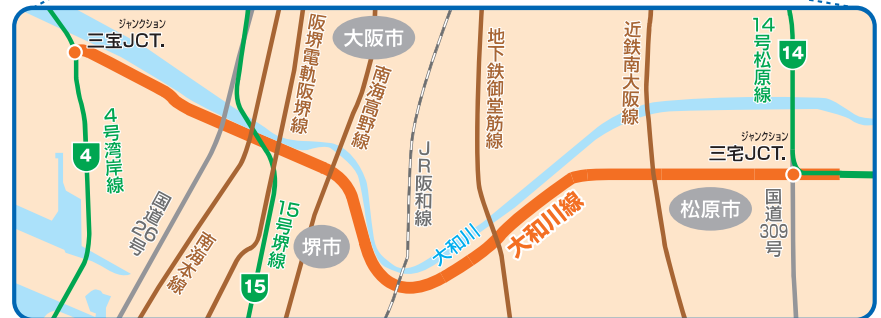 ジャンクション
三宝JCT.
4号湾岸線
4
国道26号
南海本線
阪堺電軌阪堺線
大阪市
南海高野線
15号堺線
15
堺市
JR阪和線
地下鉄御堂筋線
大和川
大和川線
近鉄南大阪線
14号松原線
14
ジャンクション
三宅JCT.
松原市
国道309号